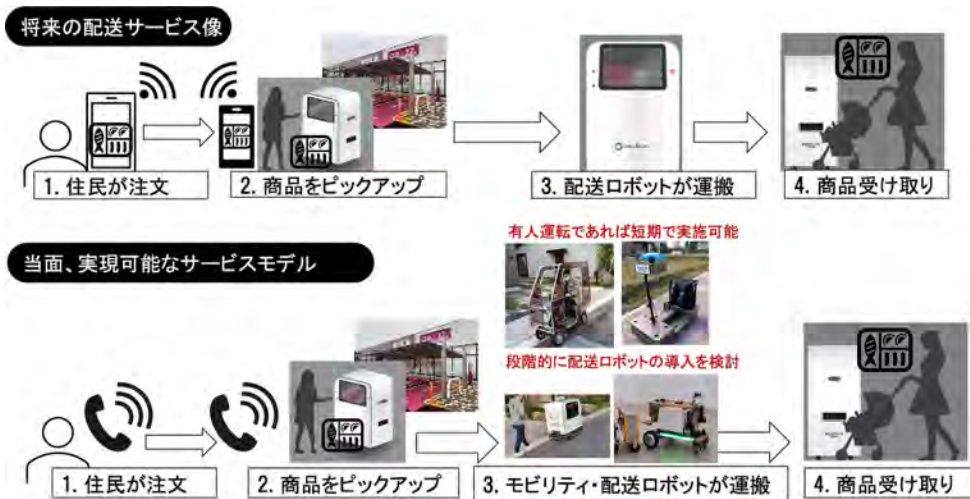 将来の配送サービス像
1. 住民が注文
2. 商品をピックアップ
3. 配送ロボットが運搬
4. 商品受け取り
有人運転であれば短期で実施可能
当面、実現可能なサービスモデル
段階的に配送ロボットの導入を検討
1. 住民が注文
2. 商品をピックアップ
3. モビリティ・配送ロボットが運搬
4. 商品受け取り